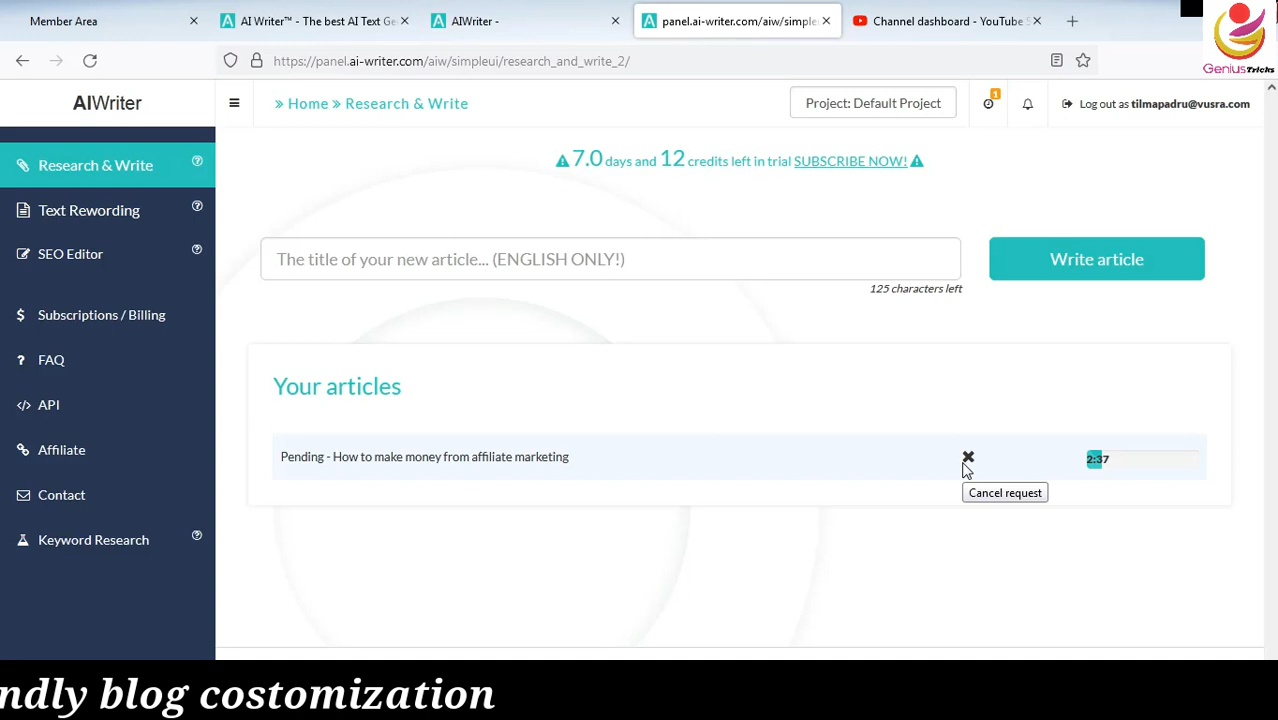 Member Area
AI Writer™ - The best AI Text Ge
AIWriter -
panel.ai-writer.com/aiw/simple
Channel dashboard - YouTube S
GeniusTricks
https://panel.ai-writer.com/aiw/simpleui/research_and_write_2/
AIWriter
» Home » Research & Write
Project: Default Project
1
Log out as tilmapadru@vusra.com
7.0 days and 12 credits left in trial SUBSCRIBE NOW!
Research & Write
Text Rewording
SEO Editor
Subscriptions / Billing
FAQ
API
Affiliate
Contact
Keyword Research
The title of your new article... (ENGLISH ONLY!)
Write article
125 characters left
Your articles
Pending - How to make money from affiliate marketing
2:37
Cancel request
ndly blog costomization